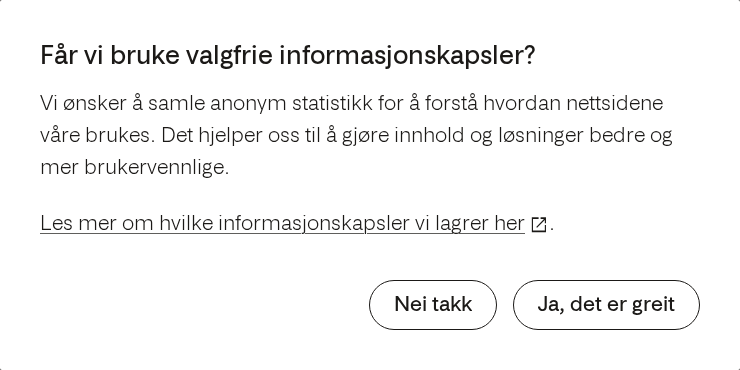 Får vi bruke valgfrie informasjonskapsler?
Vi ønsker å samle anonym statistikk for å forstå hvordan nettsidene
våre brukes. Det hjelper oss til å gjøre innhold og løsninger bedre og
mer brukervennlige.
Les mer om hvilke informasjonskapsler vi lagrer her.
Nei takk
Ja, det er greit